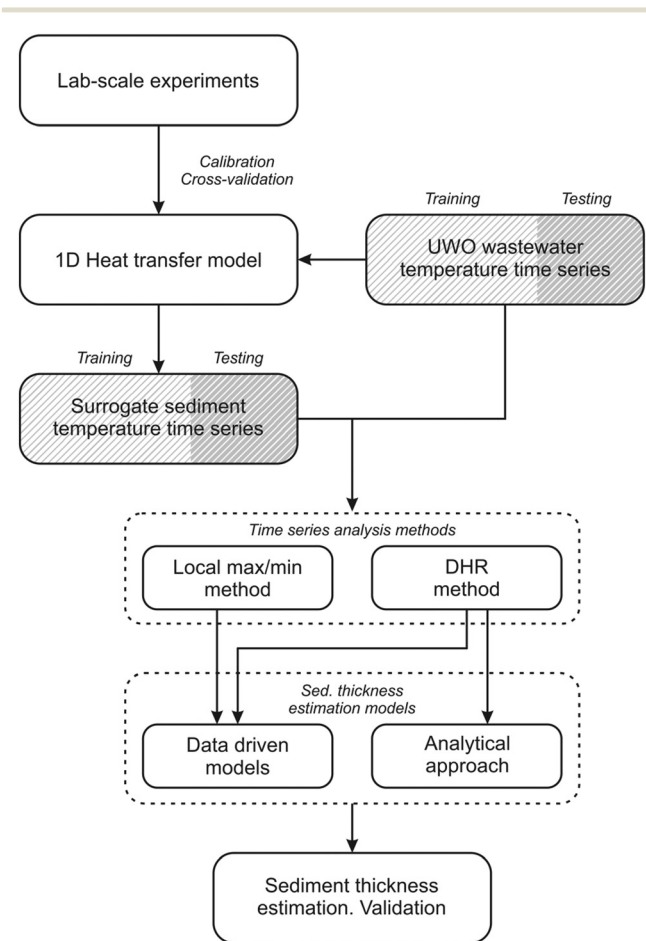 Lab-scale experiments
Calibration
Cross-validation
Training
Testing
1D Heat transfer model
UWO wastewater
temperature time series
Training
Testing
Surrogate sediment
temperature time series
Time series analysis methods
Local max/min
method
DHR
method
Sed. thickness
estimation models
Data driven
models
Analytical
approach
Sediment thickness
estimation. Validation